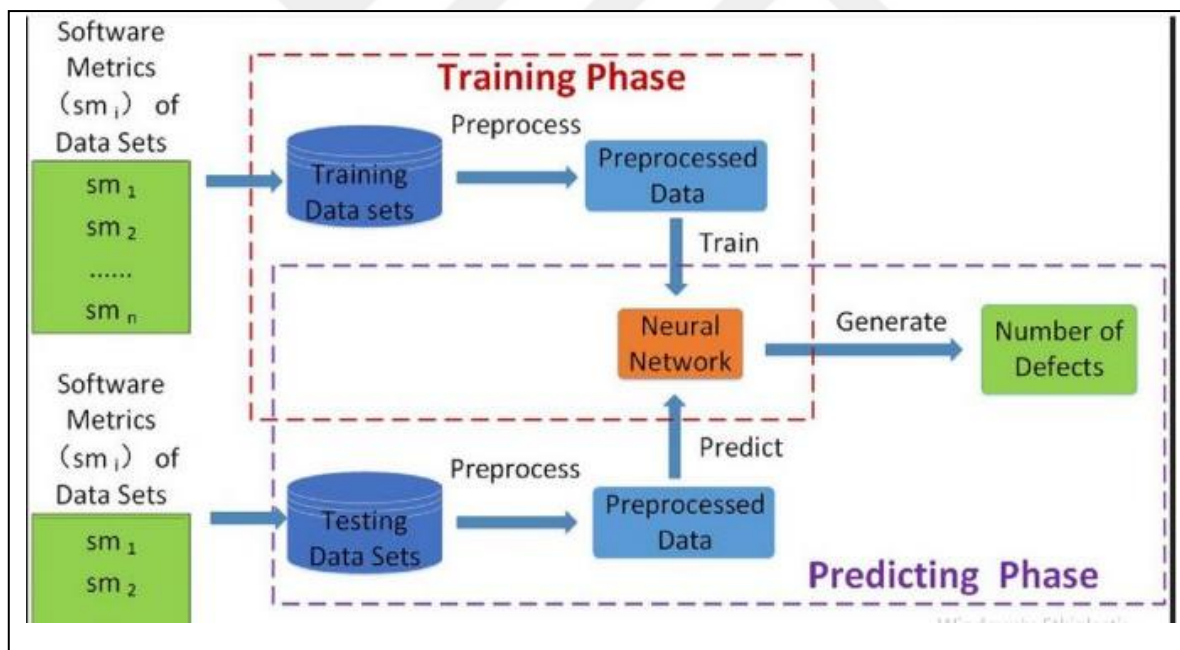 Software
Metrics
(sm i) of
Data Sets
sm 1
sm 2
......
sm n
Training Phase
Training
Data sets
Preprocess
Preprocessed
Data
Train
Neural
Network
Generate
Number of
Defects
Software
Metrics
(sm i) of
Data Sets
sm 1
sm 2
Testing
Data Sets
Preprocess
Preprocessed
Data
Predict
Predicting Phase